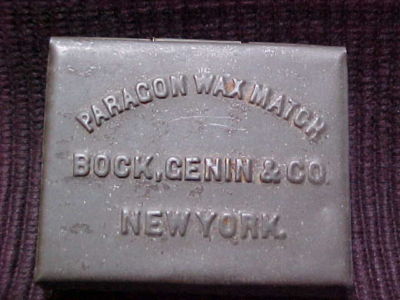 PARAGON WAX MATCH
BOCK, GENIN & CO.
NEW YORK.